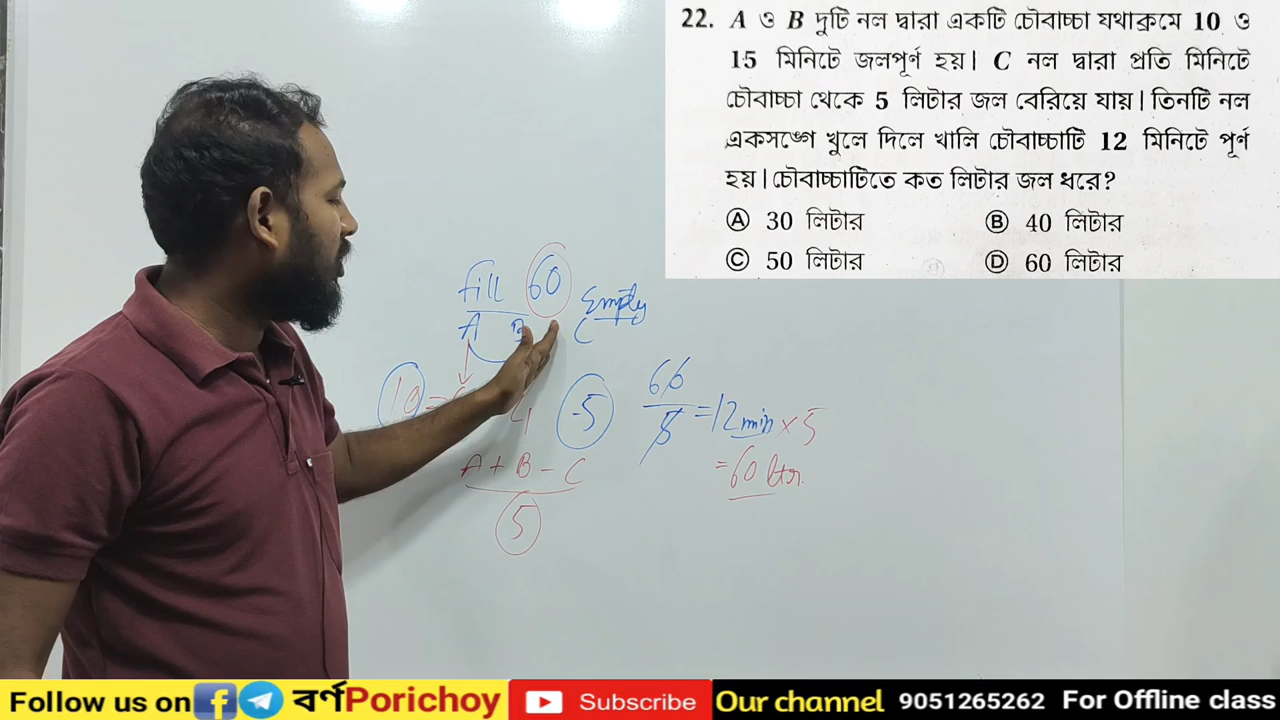 22. A ও B দুটি নল দ্বারা একটি চৌবাচ্চা যথাক্রমে 10 ও
15 মিনিটে জলপূর্ণ হয়। C নল দ্বারা প্রতি মিনিটে
চৌবাচ্চা থেকে 5 লিটার জল বেরিয়ে যায়। তিনটি নল
একসঙ্গে খুলে দিলে খালি চৌবাচ্চাটি 12 মিনিটে পূর্ণ
হয়। চৌবাচ্চাটিতে কত লিটার জল ধরে?
A 30 লিটার B 40 লিটার
C 50 লিটার D 60 লিটার
fill 60 Empty
A B C
10 = 4 -5
A + B - C
5
60/5 = 12 min × 5
= 60 ltr.
Follow us on বর্ণPorichoy Subscribe Our channel 9051265262 For Offline class